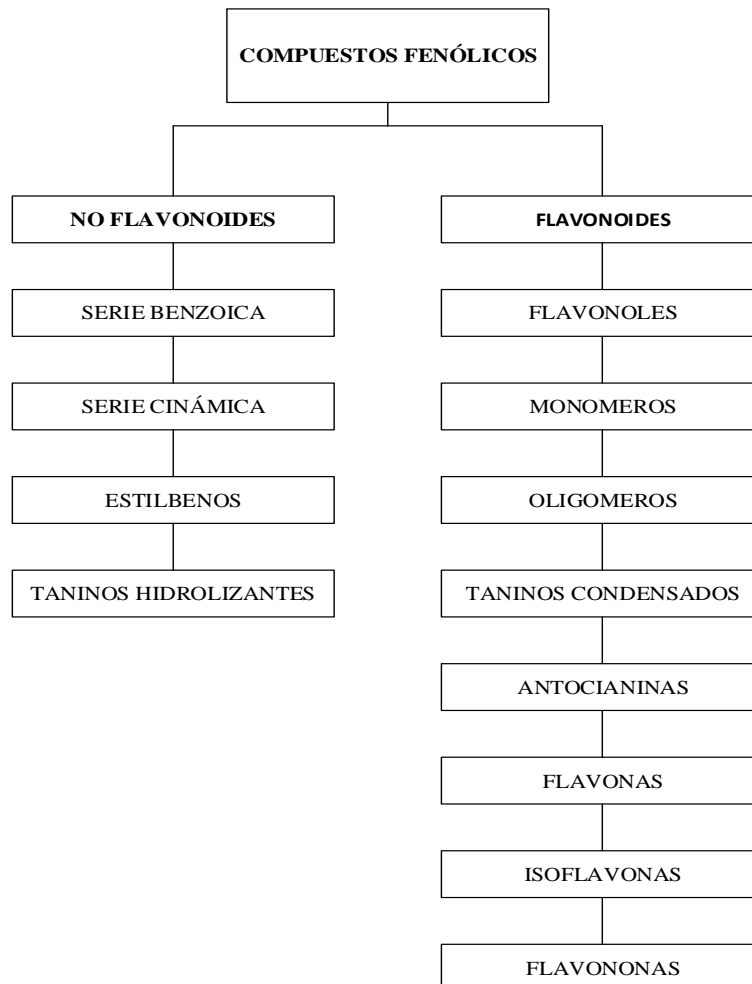 COMPUESTOS FENÓLICOS
NO FLAVONOIDES
SERIE BENZOICA
SERIE CINÁMICA
ESTILBENOS
TANINOS HIDROLIZANTES
FLAVONOIDES
FLAVONOLES
MONOMEROS
OLIGOMEROS
TANINOS CONDENSADOS
ANTOCIANINAS
FLAVONAS
ISOFLAVONAS
FLAVONONAS